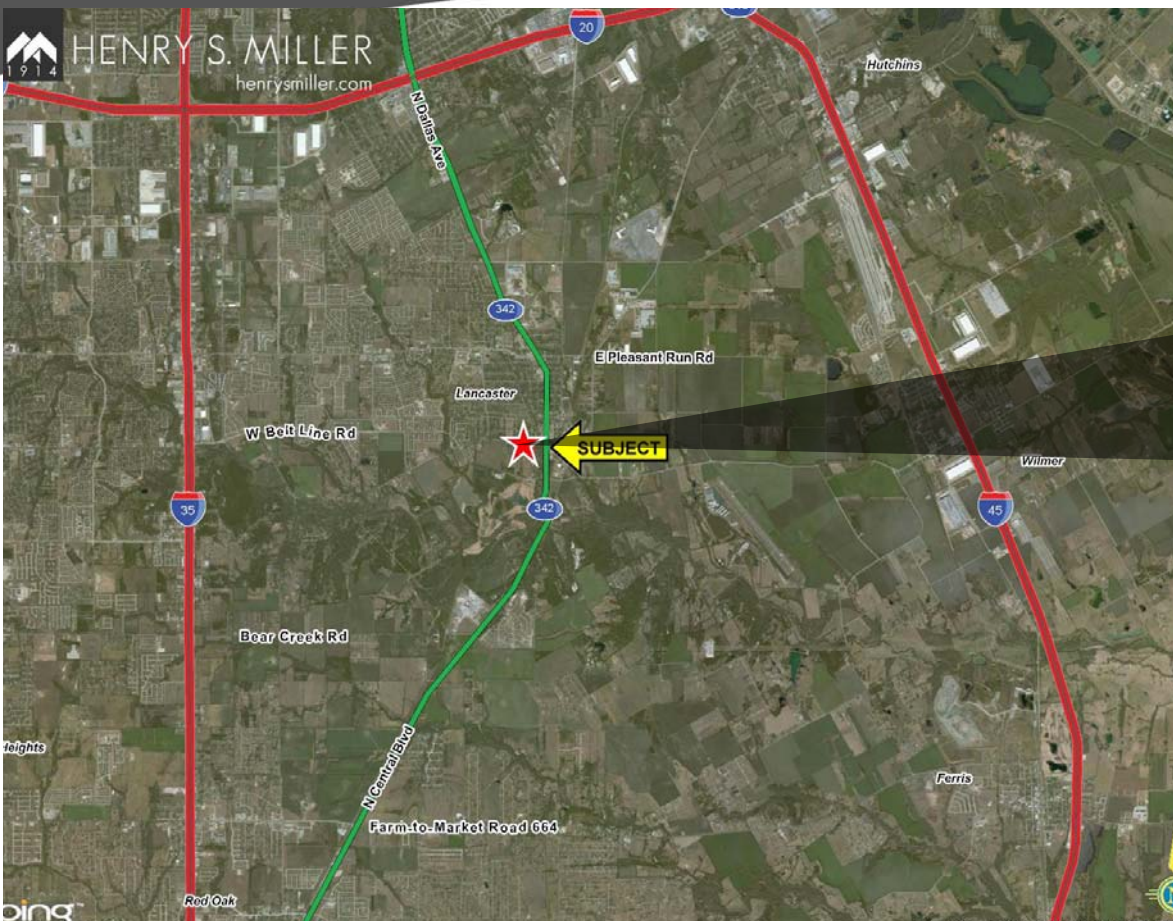 HENRY S. MILLER
1914
henrysmiller.com
20
Hutchins
N Dallas Ave
342
E Pleasant Run Rd
Lancaster
W Belt Line Rd
SUBJECT
Wilmer
35
342
45
Bear Creek Rd
Heights
N Central Blvd
Ferris
Farm-to-Market Road 664
Red Oak
bing™